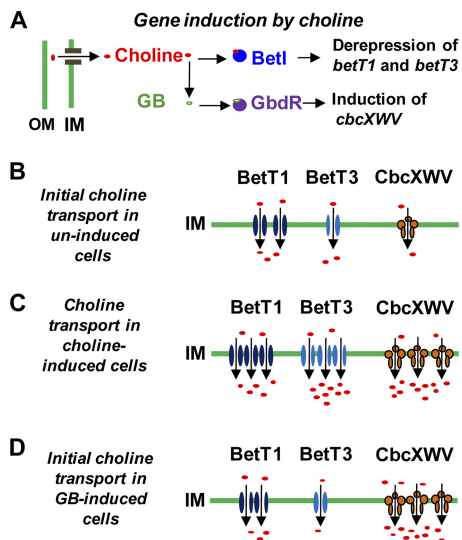 A
Gene induction by choline
Choline
BetI
Derepression of
betT1 and betT3
GB
GbdR
Induction of
cbcXWV
OM
IM
B
Initial choline
transport in
un-induced
cells
BetT1
BetT3
CbcXWV
IM
C
Choline
transport in
choline-
induced cells
BetT1
BetT3
CbcXWV
IM
D
Initial choline
transport in
GB-induced
cells
BetT1
BetT3
CbcXWV
IM